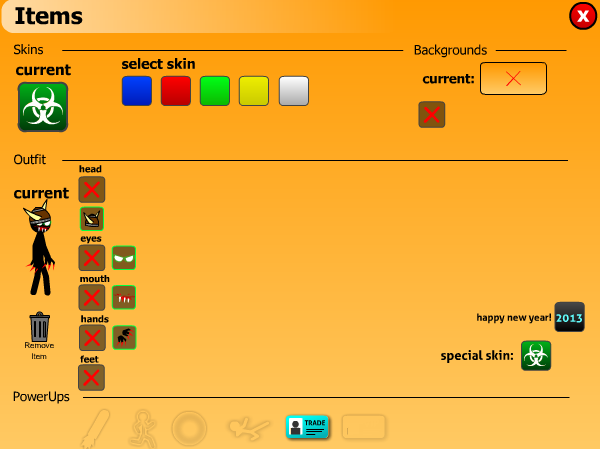 Items
X
Skins
Backgrounds
current
select skin
current:
Outfit
head
current
eyes
mouth
hands
feet
Remove
Item
happy new year! 2013
special skin:
PowerUps
TRADE